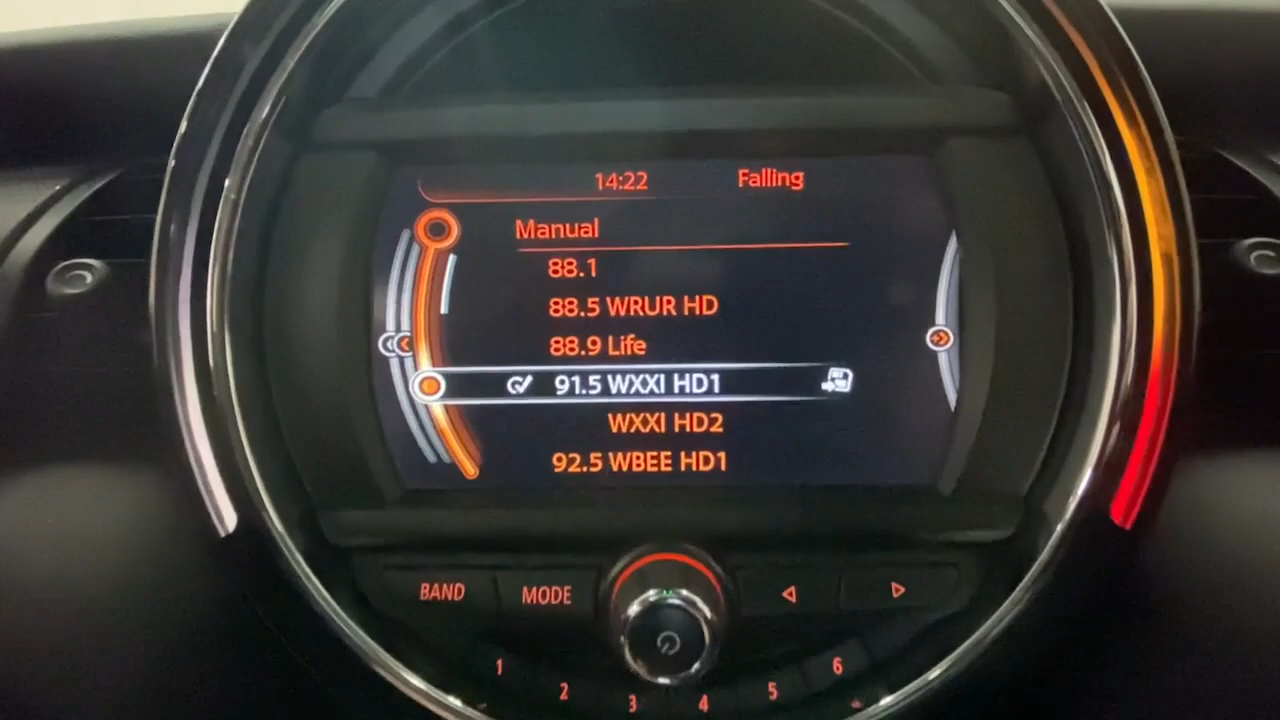 14:22 Falling
Manual
88.1
88.5 WRUR HD
88.9 Life
91.5 WXXI HD1
WXXI HD2
92.5 WBEE HD1
BAND MODE
1 2 3 4 5 6